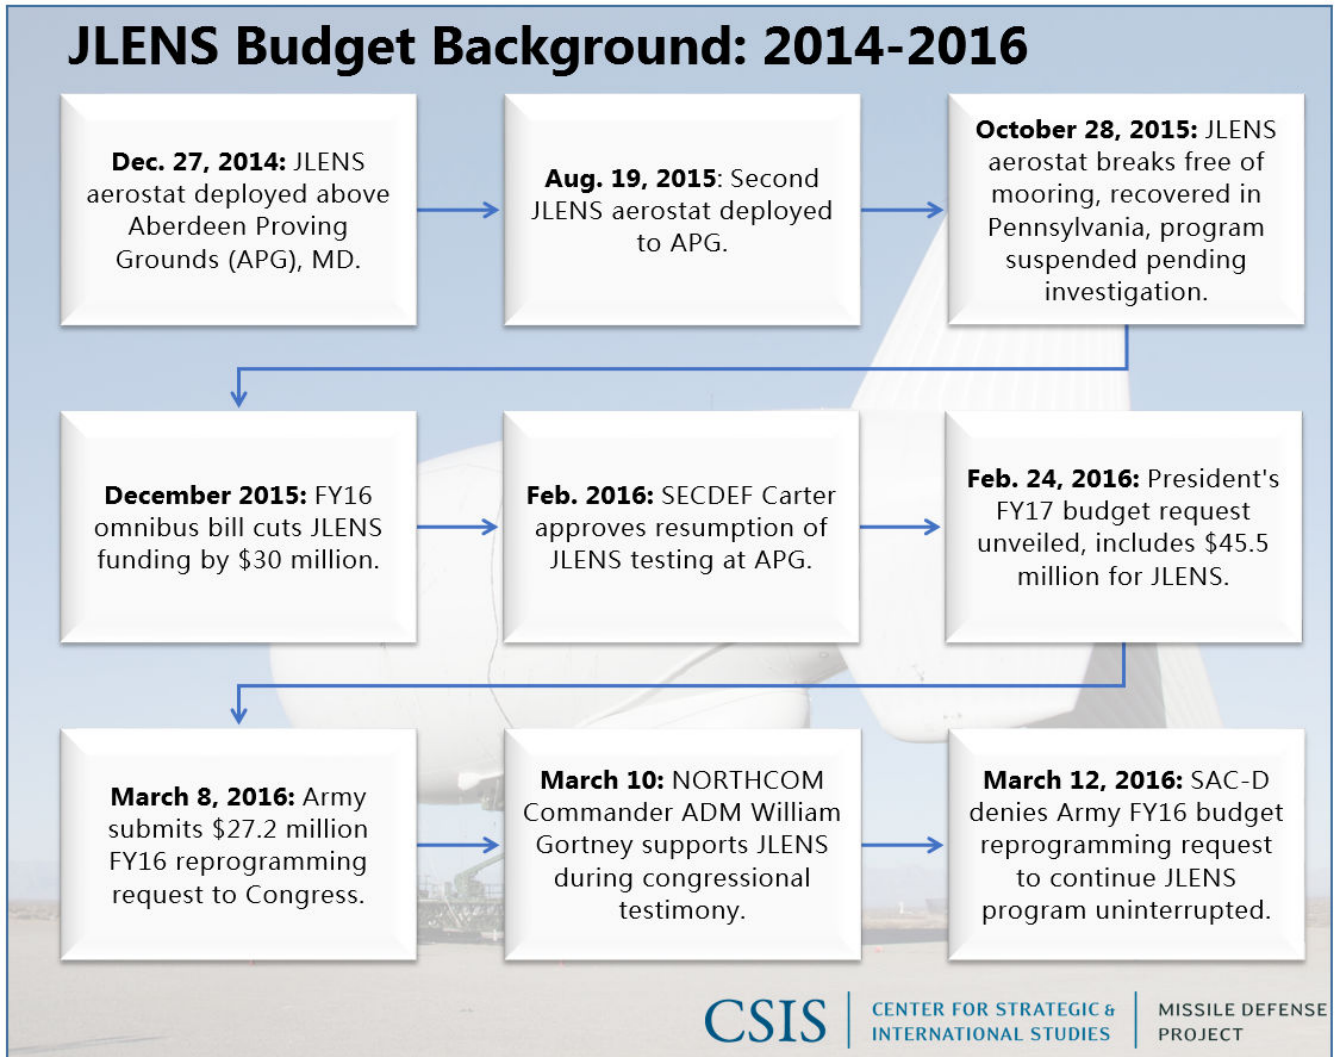 JLENS Budget Background: 2014-2016
Dec. 27, 2014: JLENS
aerostat deployed above
Aberdeen Proving
Grounds (APG), MD.
Aug. 19, 2015: Second
JLENS aerostat deployed
to APG.
October 28, 2015: JLENS
aerostat breaks free of
mooring, recovered in
Pennsylvania, program
suspended pending
investigation.
December 2015: FY16
omnibus bill cuts JLENS
funding by $30 million.
Feb. 2016: SECDEF Carter
approves resumption of
JLENS testing at APG.
Feb. 24, 2016: President's
FY17 budget request
unveiled, includes $45.5
million for JLENS.
March 8, 2016: Army
submits $27.2 million
FY16 reprogramming
request to Congress.
March 10: NORTHCOM
Commander ADM William
Gortney supports JLENS
during congressional
testimony.
March 12, 2016: SAC-D
denies Army FY16 budget
reprogramming request
to continue JLENS
program uninterrupted.
CSIS
CENTER FOR STRATEGIC &
INTERNATIONAL STUDIES
MISSILE DEFENSE
PROJECT